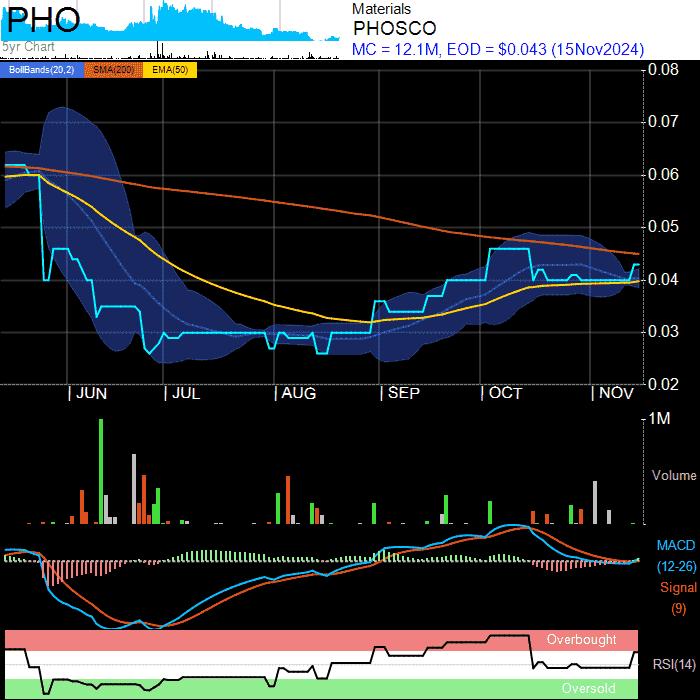 PHO
5yr Chart
Materials
PHOSCO
MC = 12.1M, EOD = $0.043 (15Nov2024)
BollBands(20,2) SMA(200) EMA(50)
0.08
0.07
0.06
0.05
0.04
0.03
0.02
JUN JUL AUG SEP OCT NOV
1M
Volume
MACD
(12-26)
Signal
(9)
Overbought
RSI(14)
Oversold